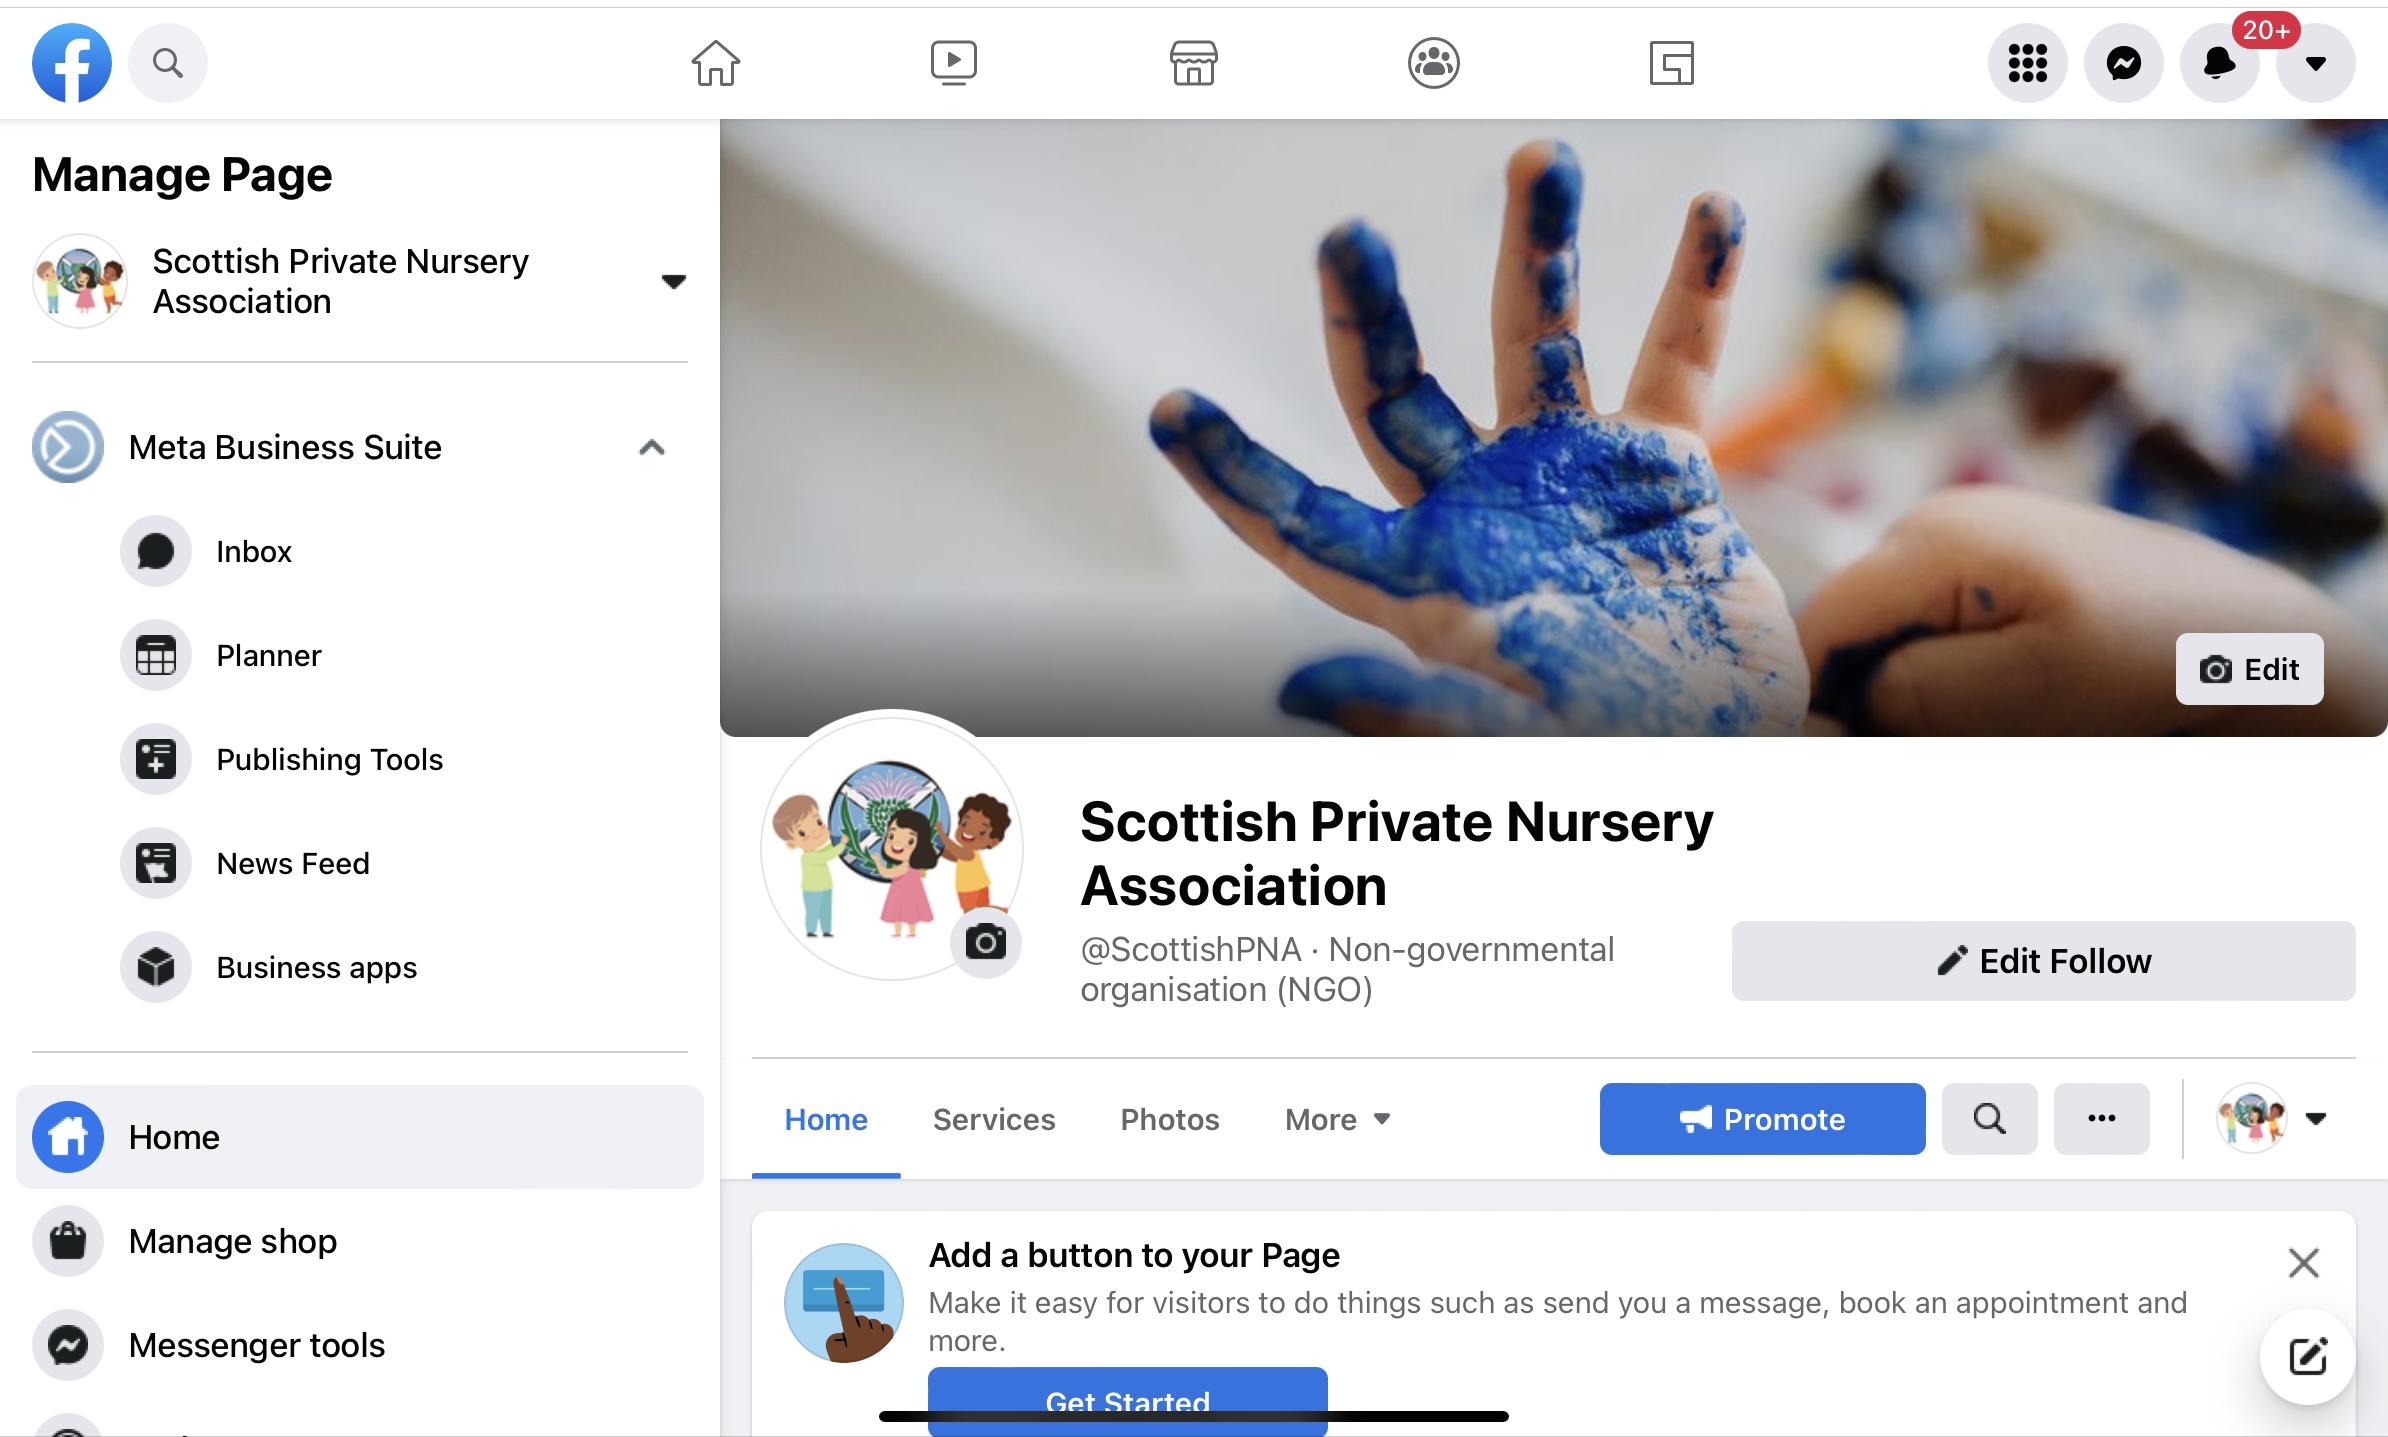 20+
Manage Page
Scottish Private Nursery
Association
Meta Business Suite
Inbox
Planner
Publishing Tools
News Feed
Business apps
Home
Manage shop
Messenger tools
Edit
Scottish Private Nursery
Association
@ScottishPNA · Non-governmental
organisation (NGO)
Edit Follow
Home
Services
Photos
More
Promote
Add a button to your Page
Make it easy for visitors to do things such as send you a message, book an appointment and
more.
Get Started